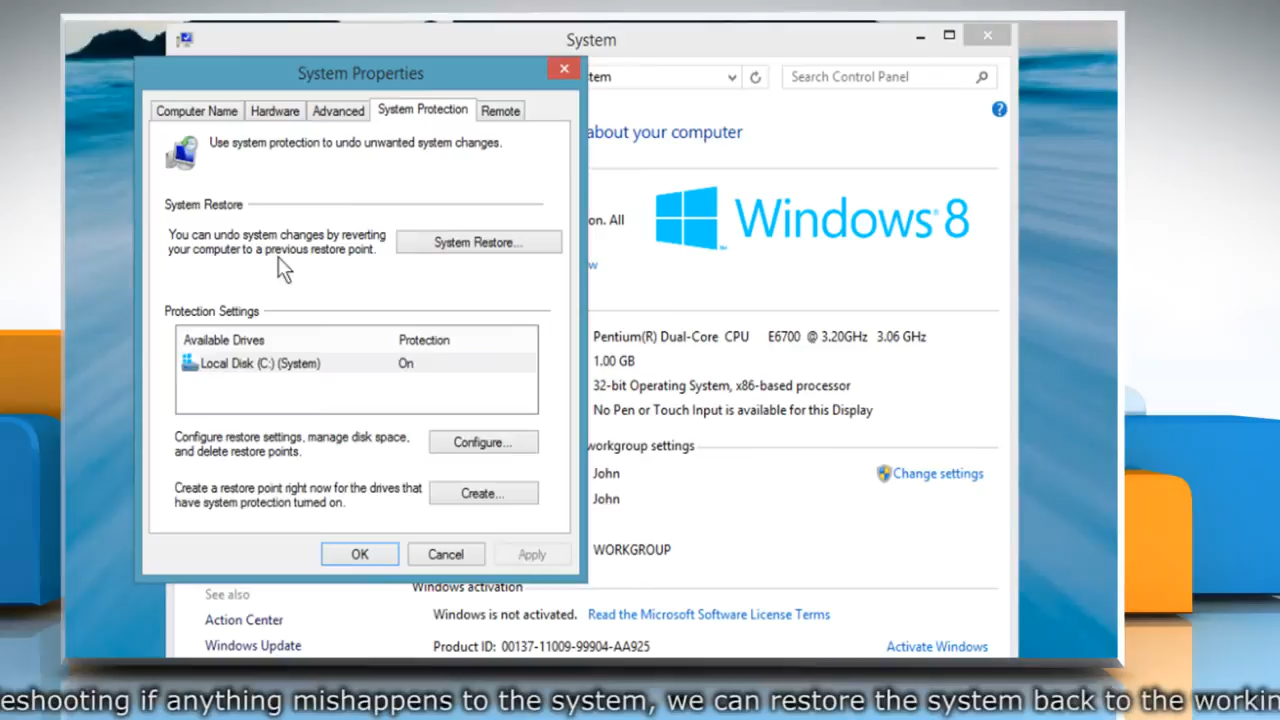 System
System Properties
tem
Search Control Panel
Computer Name
Hardware
Advanced
System Protection
Remote
about your computer
Use system protection to undo unwanted system changes.
System Restore
on. All
Windows 8
You can undo system changes by reverting
your computer to a previous restore point.
System Restore...
w
Protection Settings
Available Drives
Protection
Local Disk (C:) (System)
On
Pentium(R) Dual-Core CPU E6700 @ 3.20GHz 3.06 GHz
1.00 GB
32-bit Operating System, x86-based processor
No Pen or Touch Input is available for this Display
Configure restore settings, manage disk space,
and delete restore points.
Configure...
workgroup settings
John
Change settings
Create a restore point right now for the drives that
have system protection turned on.
Create...
John
OK
Cancel
Apply
WORKGROUP
See also
Windows activation
Action Center
Windows is not activated. Read the Microsoft Software License Terms
Windows Update
Product ID: 00137-11009-99904-AA925
Activate Windows
leshooting if anything mishappens to the system, we can restore the system back to the workin